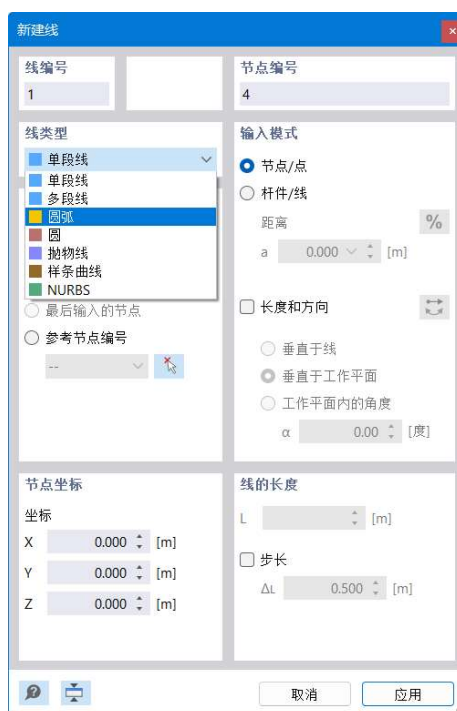 新建线
线编号
1
节点编号
4
线类型
单段线
单段线
多段线
圆弧
圆
抛物线
样条曲线
NURBS
最后输入的节点
参考节点编号
--
输入模式
节点/点
杆件/线
距离
%
a 0.000 [m]
长度和方向
垂直于线
垂直于工作平面
工作平面内的角度
α 0.00 [度]
节点坐标
坐标
X 0.000 [m]
Y 0.000 [m]
Z 0.000 [m]
线的长度
L [m]
步长
ΔL 0.500 [m]
取消
应用